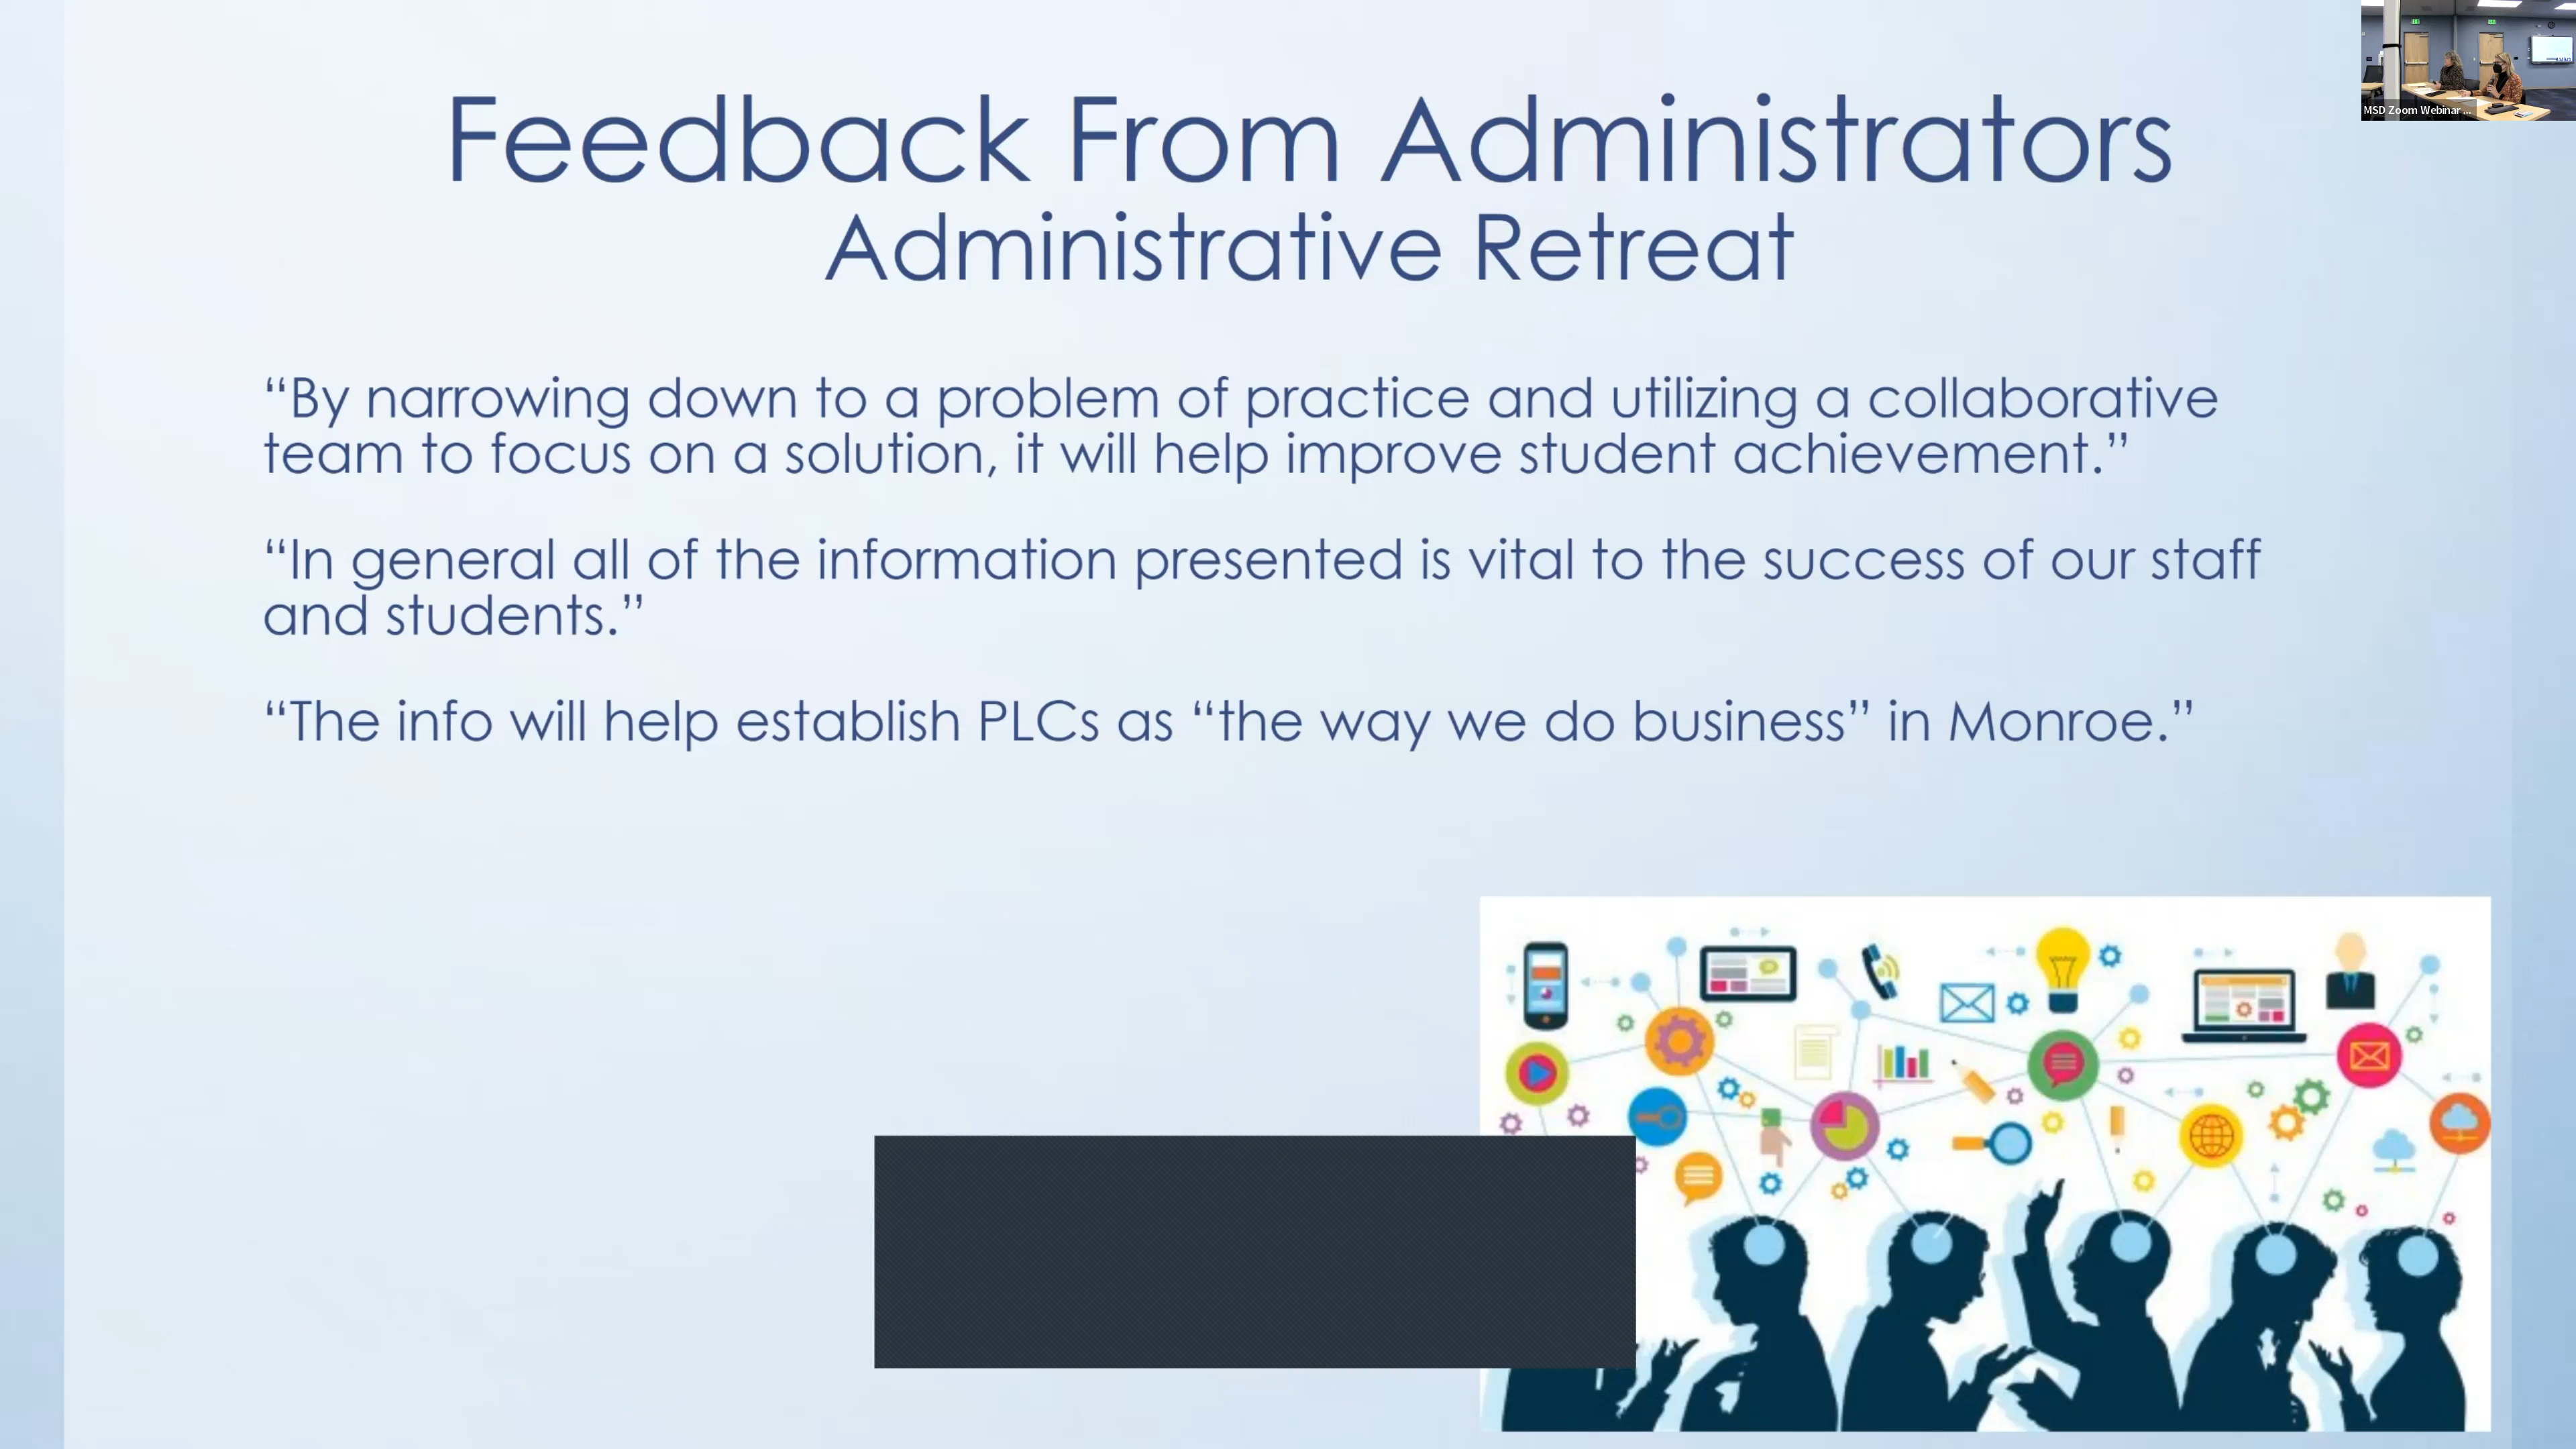 MSD Zoom Webinar ...
Feedback From Administrators
Administrative Retreat
“By narrowing down to a problem of practice and utilizing a collaborative
team to focus on a solution, it will help improve student achievement.”
“In general all of the information presented is vital to the success of our staff
and students.”
“The info will help establish PLCs as “the way we do business” in Monroe.”